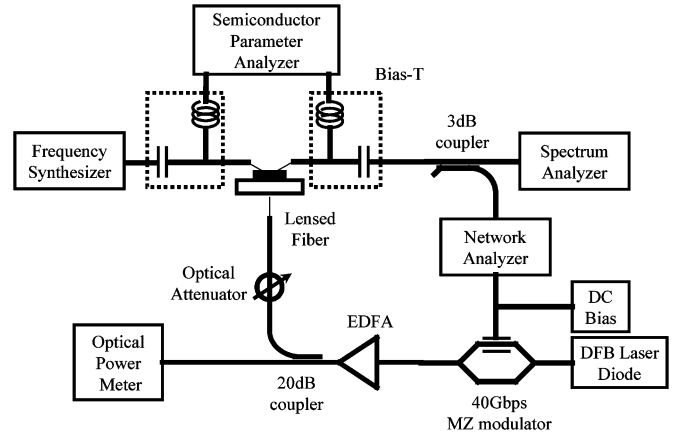 Semiconductor
Parameter
Analyzer
Bias-T
3dB
coupler
Frequency
Synthesizer
Spectrum
Analyzer
Lensed
Fiber
Network
Analyzer
Optical
Attenuator
DC
Bias
EDFA
Optical
Power
Meter
DFB Laser
Diode
20dB
coupler
40Gbps
MZ modulator